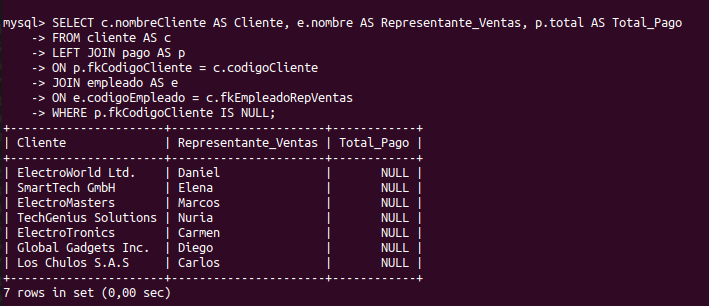 mysql> SELECT c.nombreCliente AS Cliente, e.nombre AS Representante_Ventas, p.total AS Total_Pago
    -> FROM cliente AS c
    -> LEFT JOIN pago AS p
    -> ON p.fkCodigoCliente = c.codigoCliente
    -> JOIN empleado AS e
    -> ON e.codigoEmpleado = c.fkEmpleadoRepVentas
    -> WHERE p.fkCodigoCliente IS NULL;
+----------------------+----------------------+------------+
| Cliente              | Representante_Ventas | Total_Pago |
+----------------------+----------------------+------------+
| ElectroWorld Ltd.    | Daniel               |       NULL |
| SmartTech GmbH       | Elena                |       NULL |
| ElectroMasters       | Marcos               |       NULL |
| TechGenius Solutions | Nuria                |       NULL |
| ElectroTronics       | Carmen               |       NULL |
| Global Gadgets Inc.  | Diego                |       NULL |
| Los Chulos S.A.S     | Carlos               |       NULL |
+----------------------+----------------------+------------+
7 rows in set (0,00 sec)